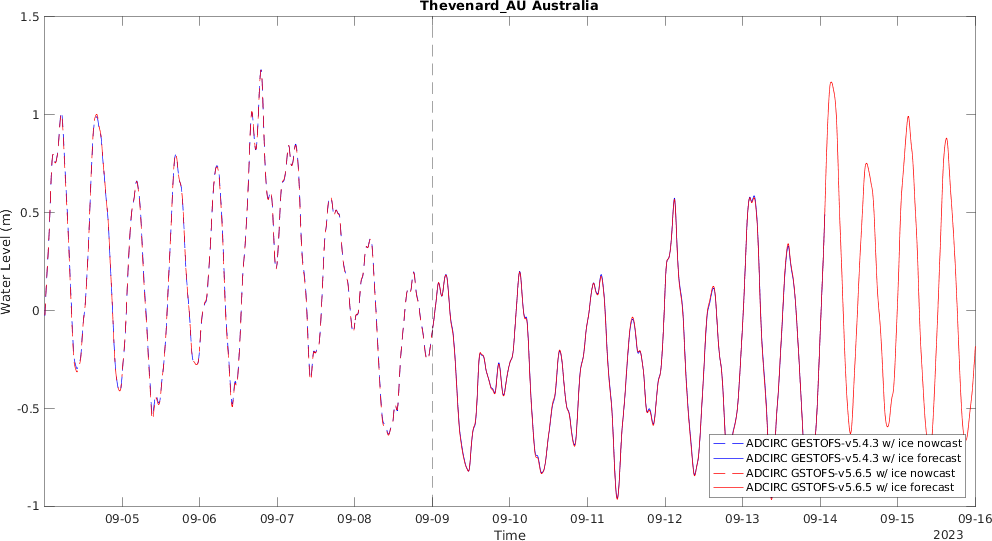 Thevenard_AU Australia
1.5
1
0.5
0
-0.5
-1
Water Level (m)
09-05
09-06
09-07
09-08
09-09
09-10
09-11
09-12
09-13
09-14
09-15
09-16
Time
2023
ADCIRC GESTOFS-v5.4.3 w/ ice nowcast
ADCIRC GESTOFS-v5.4.3 w/ ice forecast
ADCIRC GSTOFS-v5.6.5 w/ ice nowcast
ADCIRC GSTOFS-v5.6.5 w/ ice forecast